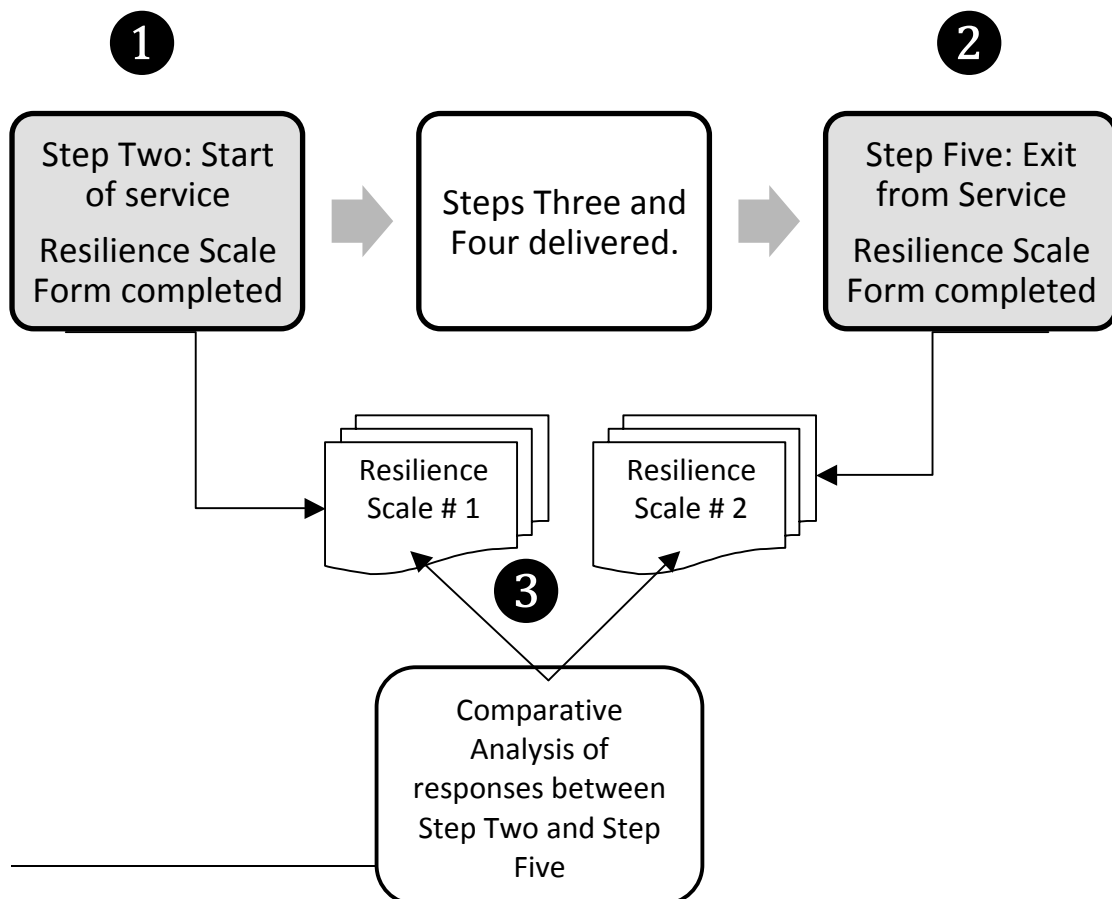 1
2
Step Two: Start
of service
Resilience Scale
Form completed
Steps Three and
Four delivered.
Step Five: Exit
from Service
Resilience Scale
Form completed
Resilience
Scale # 1
Resilience
Scale # 2
3
Comparative
Analysis of
responses between
Step Two and Step
Five